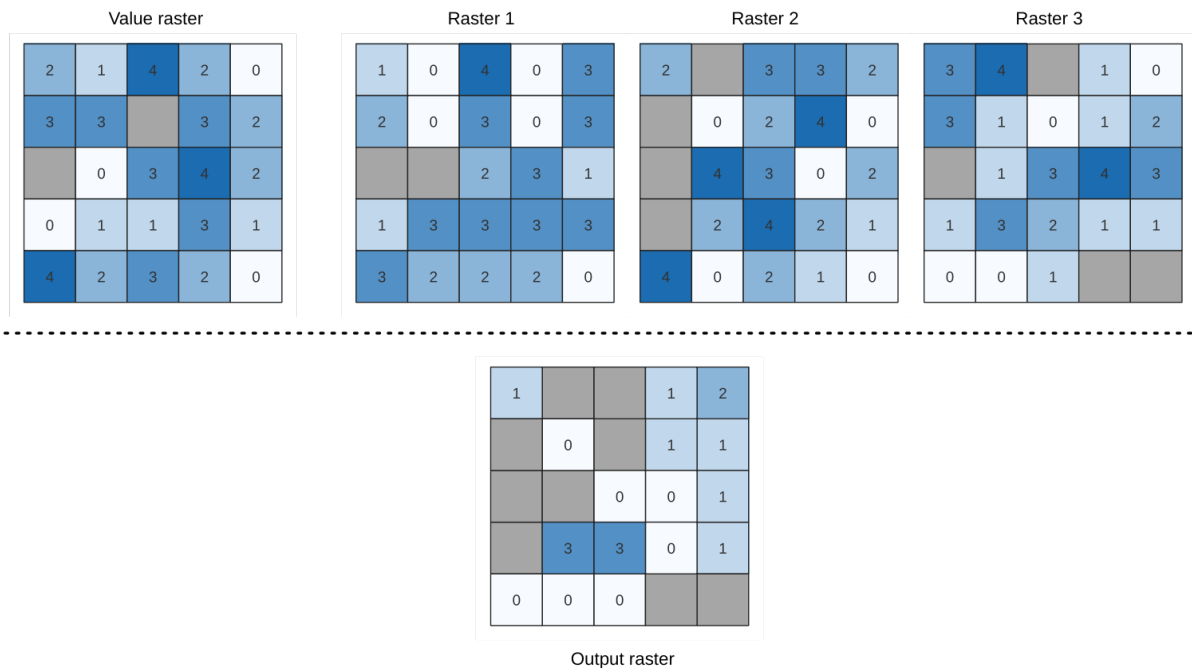 Value raster Raster 1 Raster 2 Raster 3
2 1 4 2 0 1 0 4 0 3 2 3 3 2 3 4 1 0
3 3 3 2 2 0 3 0 3 0 2 4 0 3 1 0 1 2
0 3 4 2 2 3 1 4 3 0 2 1 3 4 3
0 1 1 3 1 1 3 3 3 3 2 4 2 1 1 3 2 1 1
4 2 3 2 0 3 2 2 2 0 4 0 2 1 0 0 0 1
1 1 2
0 1 1
0 0 1
3 3 0 1
0 0 0
Output raster